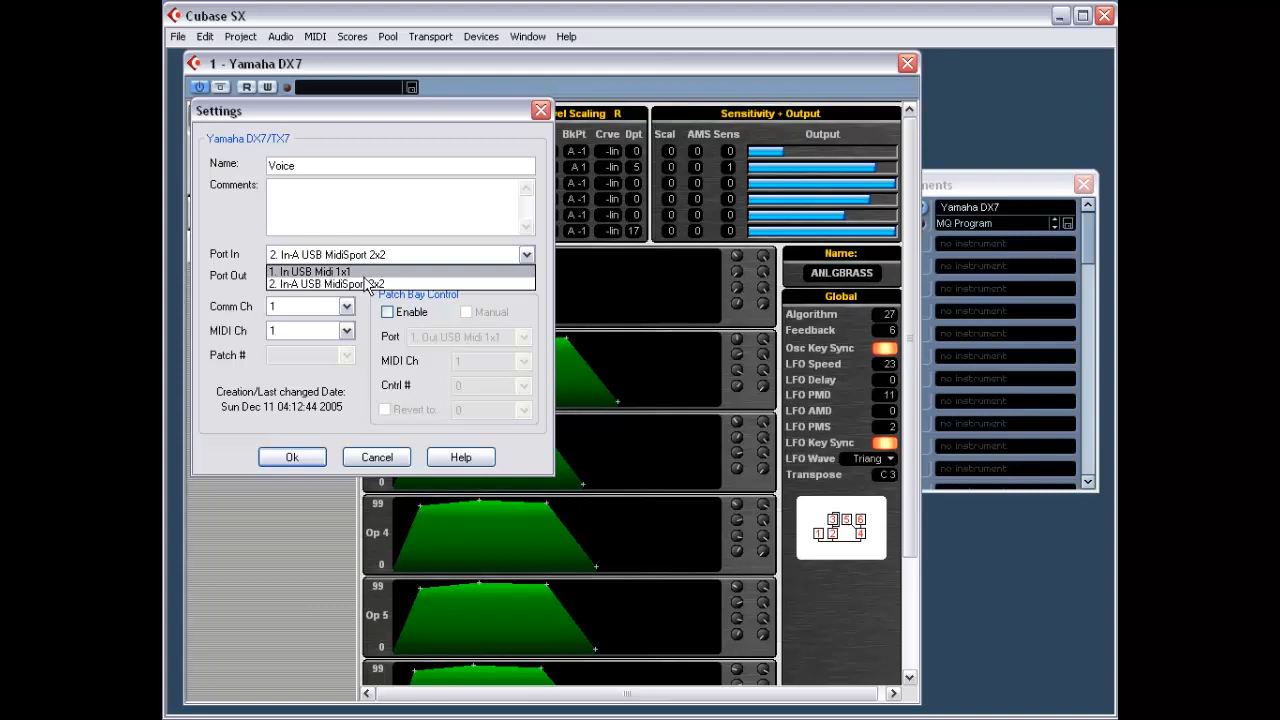 Cubase SX
File Edit Project Audio MIDI Scores Pool Transport Devices Window Help
1 - Yamaha DX7
R W
Settings
Yamaha DX7/TX7
Name: Voice
Comments:
Port In 2. In-A USB MidiSport 2x2
1. In USB Midi 1x1
2. In-A USB MidiSport 2x2
Port Out
Comm Ch 1
MIDI Ch 1
Patch #
Patch Bay Control
Enable Manual
Port 1. Out USB Midi 1x1
MIDI Ch 1
Cntrl # 0
Revert to: 0
Creation/Last changed Date:
Sun Dec 11 04:12:44 2005
Ok Cancel Help
Scaling R
BkPt Crve Dpt
A -1 -lin 0
A 1 -lin 5
A -1 -lin 0
A -1 -lin 0
A -1 -lin 0
A -1 -lin 17
Sensitivity + Output
Scal AMS Sens Output
0 0 0
0 0 1
0 0 0
0 0 0
0 0 0
0 0 0
Name:
ANLGBRASS
Global
Algorithm 27
Feedback 6
Osc Key Sync
LFO Speed 23
LFO Delay 0
LFO PMD 11
LFO AMD 0
LFO PMS 2
LFO Key Sync
LFO Wave Triang
Transpose C 3
3 5 6
1 2 4
0
99
Op 4
0
99
Op 5
0
99
ments
Yamaha DX7
MQ Program
no instrument
no instrument
no instrument
no instrument
no instrument
no instrument
no instrument
no instrument
no instrument
no instrument
no instrument